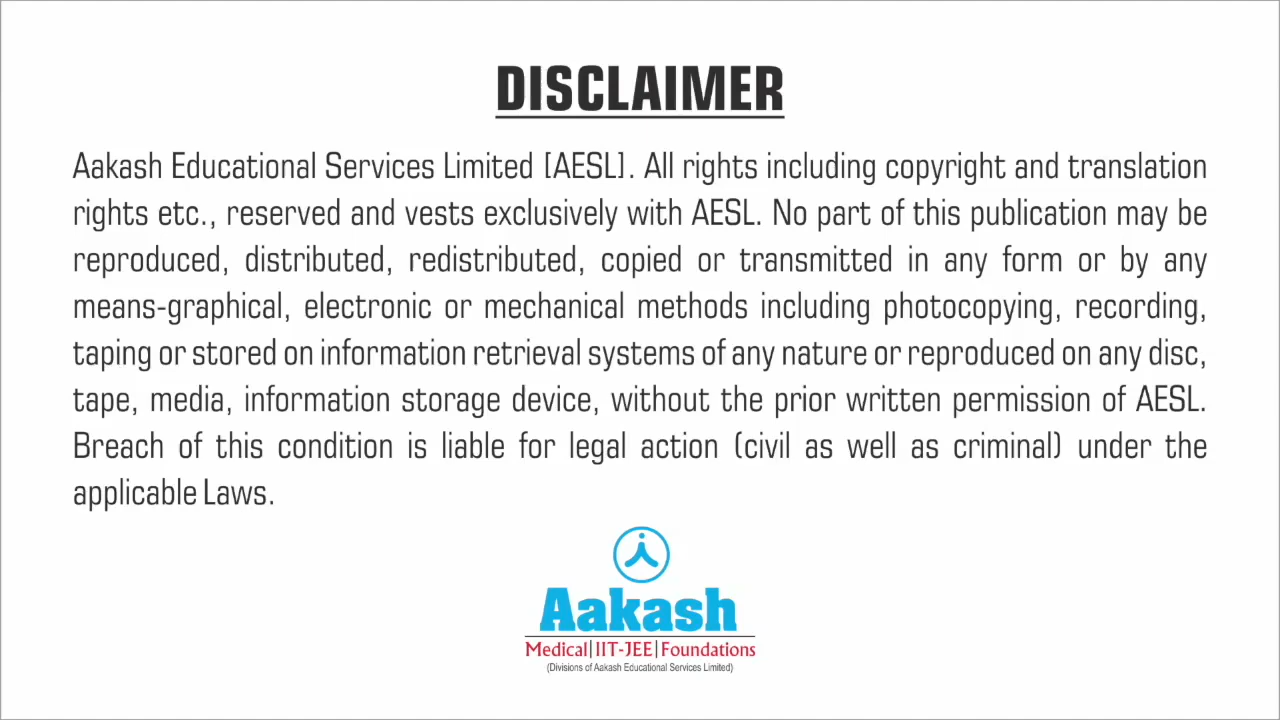 DISCLAIMER
Aakash Educational Services Limited [AESL]. All rights including copyright and translation
rights etc., reserved and vests exclusively with AESL. No part of this publication may be
reproduced, distributed, redistributed, copied or transmitted in any form or by any
means-graphical, electronic or mechanical methods including photocopying, recording,
taping or stored on information retrieval systems of any nature or reproduced on any disc,
tape, media, information storage device, without the prior written permission of AESL.
Breach of this condition is liable for legal action (civil as well as criminal) under the
applicable Laws.
Aakash
Medical|IIT-JEE|Foundations
(Divisions of Aakash Educational Services Limited)